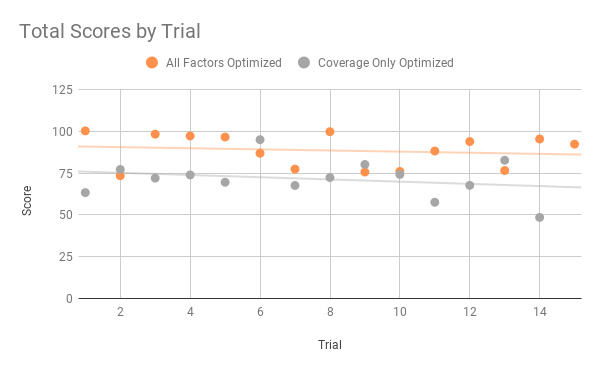 Total Scores by Trial
All Factors Optimized
Coverage Only Optimized
125
100
75
50
25
0
Score
2
4
6
8
10
12
14
Trial